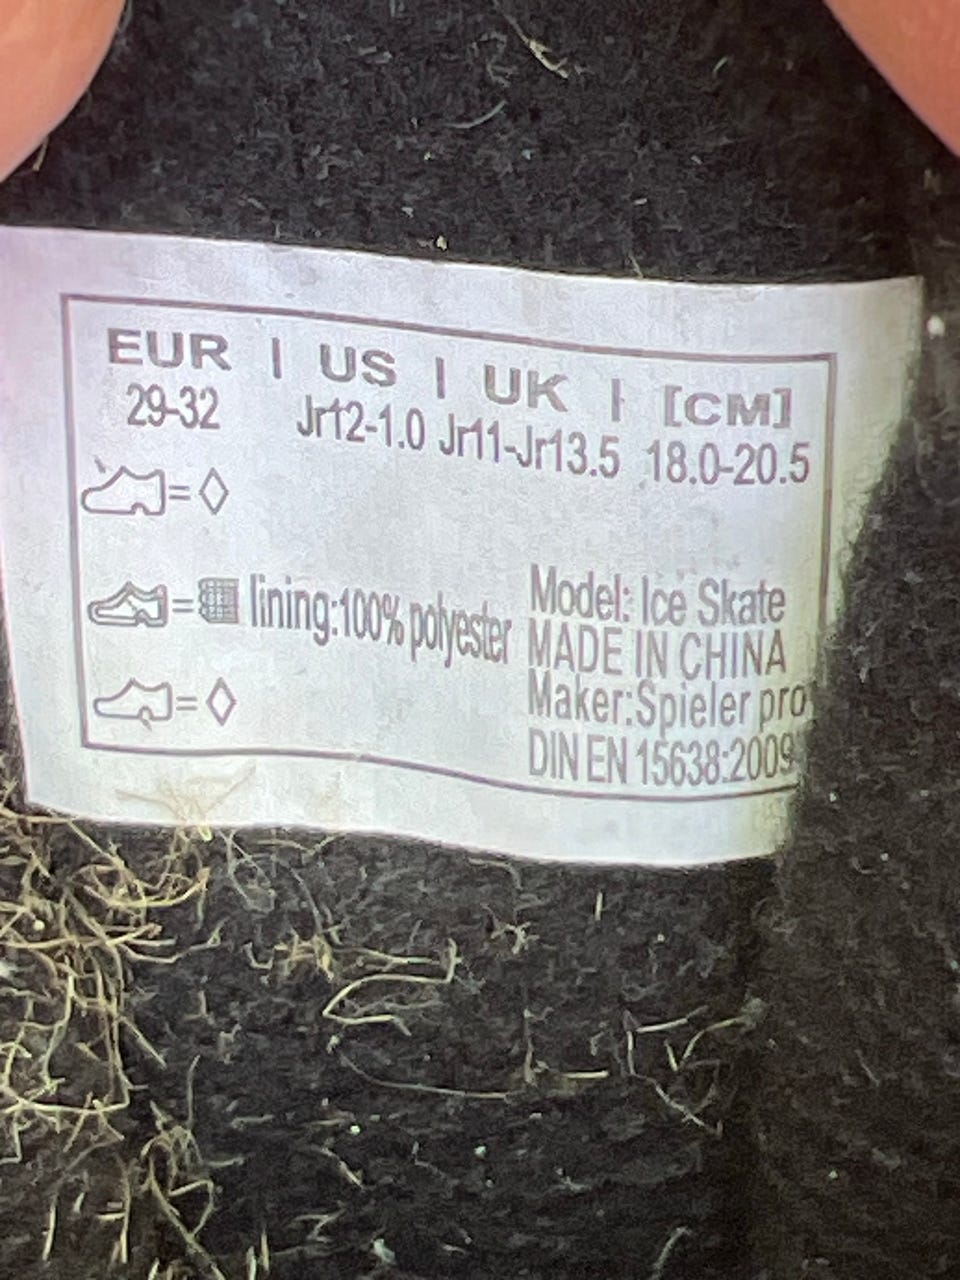 EUR | US | UK | [CM]
29-32 Jr12-1.0 Jr11-Jr13.5 18.0-20.5
=◊
= lining:100% polyester
=◊
Model: Ice Skate
MADE IN CHINA
Maker:Spieler pro
DIN EN 15638:2009